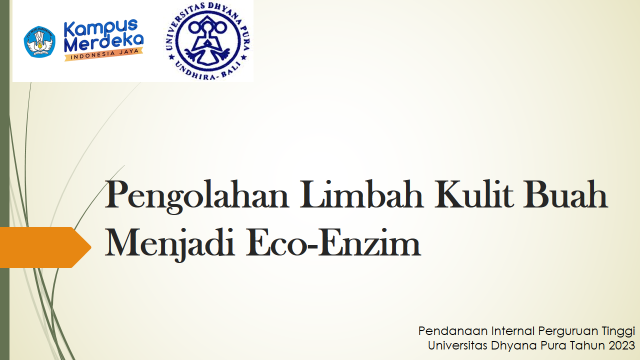 Kampus
Merdeka
INDONESIA JAYA
UNIVERSITAS DHYANA PURA
UNDHIRA - BALI
Pengolahan Limbah Kulit Buah
Menjadi Eco-Enzim
Pendanaan Internal Perguruan Tinggi
Universitas Dhyana Pura Tahun 2023